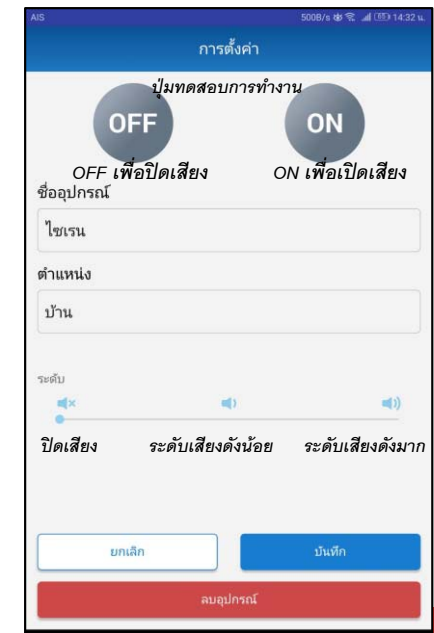 AIS 500B/s 85 14:32 น.
การตั้งค่า
ปุ่มทดสอบการทำงาน
OFF ON
OFF เพื่อปิดเสียง ON เพื่อเปิดเสียง
ชื่ออุปกรณ์
ไซเรน
ตำแหน่ง
บ้าน
ระดับ
ปิดเสียง ระดับเสียงดังน้อย ระดับเสียงดังมาก
ยกเลิก บันทึก
ลบอุปกรณ์